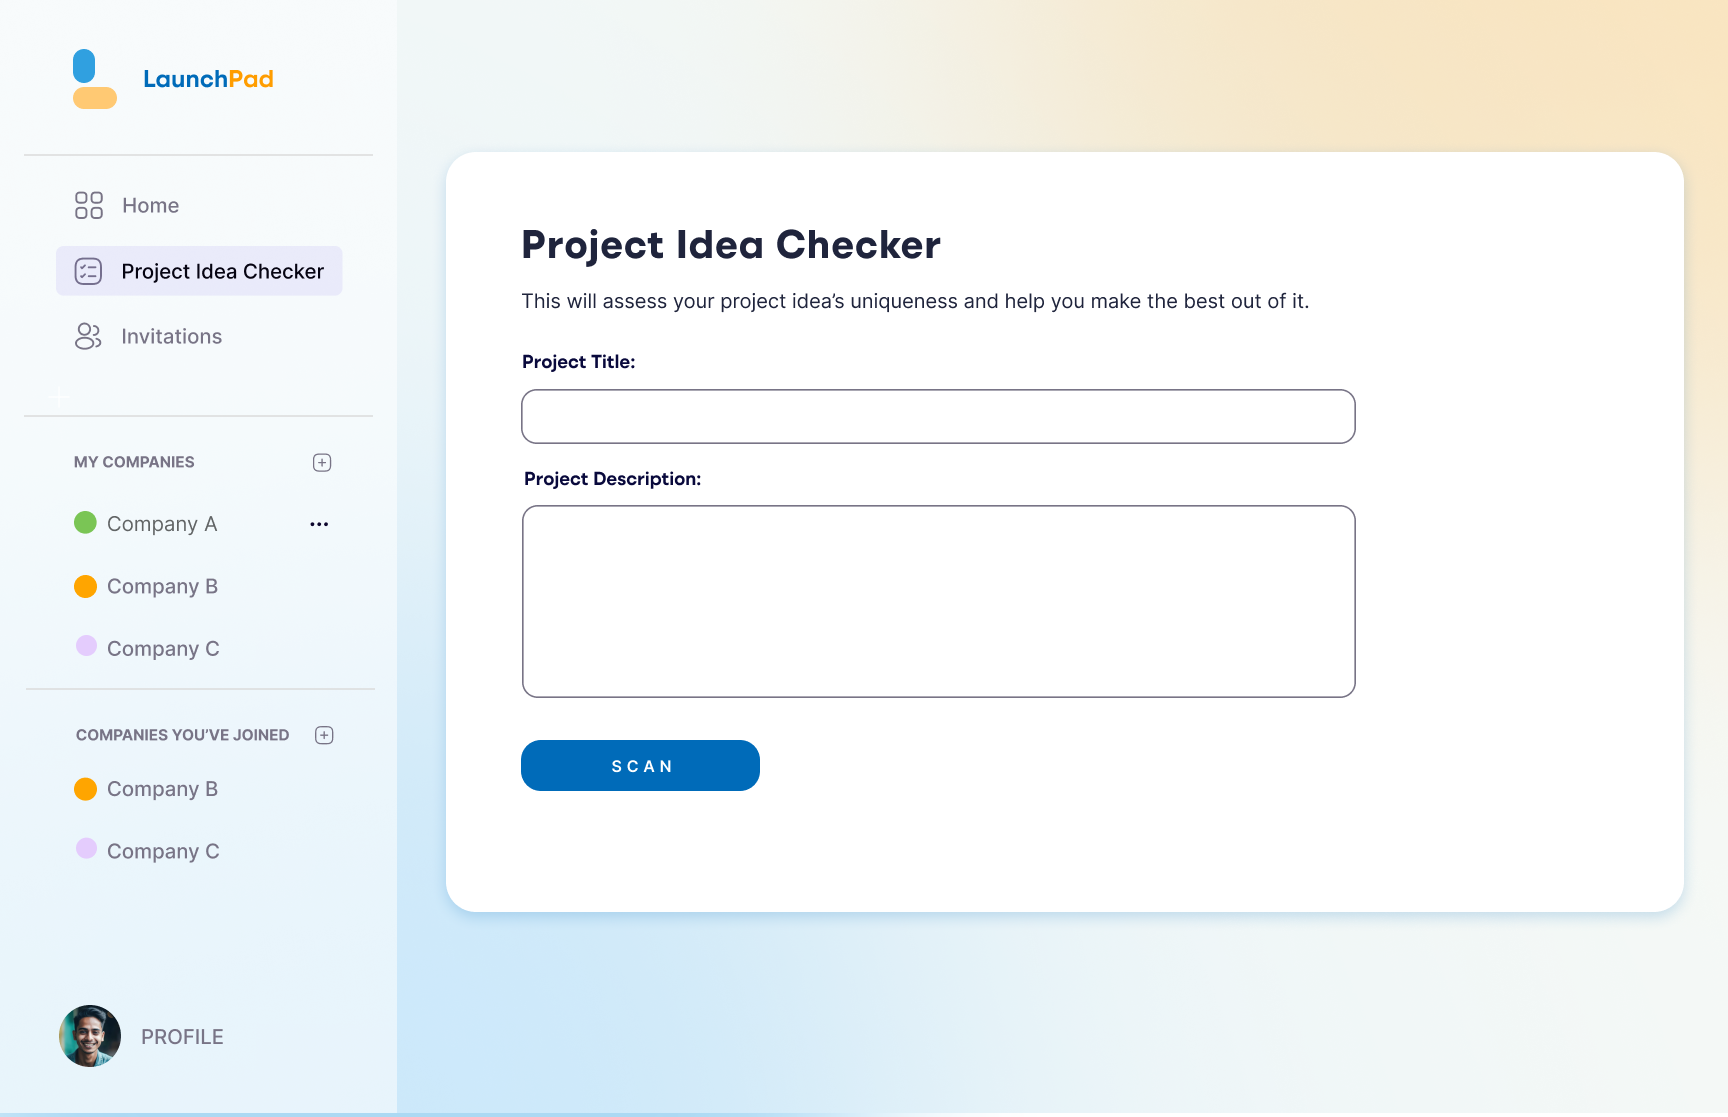 LaunchPad
Home
Project Idea Checker
Invitations
MY COMPANIES
Company A
Company B
Company C
COMPANIES YOU’VE JOINED
Company B
Company C
PROFILE
Project Idea Checker
This will assess your project idea’s uniqueness and help you make the best out of it.
Project Title:
Project Description:
SCAN